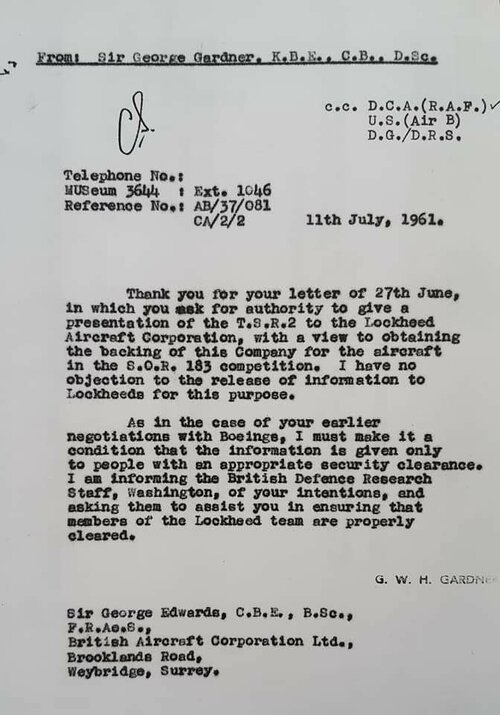 From: Sir George Gardner, K.B.E., C.B., D.Sc.
c.c. D.C.A.(R.A.F.)✓
U.S.(Air B)
D.G./D.R.S.
Telephone No.:
MUSeum 3644 : Ext. 1046
Reference No.: AB/37/081
CA/2/2
11th July, 1961.
Thank you for your letter of 27th June,
in which you ask for authority to give a
presentation of the T.S.R.2 to the Lockheed
Aircraft Corporation, with a view to obtaining
the backing of this Company for the aircraft
in the S.O.R. 183 competition. I have no
objection to the release of information to
Lockheeds for this purpose.
As in the case of your earlier
negotiations with Boeings, I must make it a
condition that the information is given only
to people with an appropriate security clearance.
I am informing the British Defence Research
Staff, Washington, of your intentions, and
asking them to assist you in ensuring that
members of the Lockheed team are properly
cleared.
G. W. H. GARDNE
Sir George Edwards, C.B.E., B.Sc.,
F.R.Ae.S.,
British Aircraft Corporation Ltd.,
Brooklands Road,
Weybridge, Surrey.